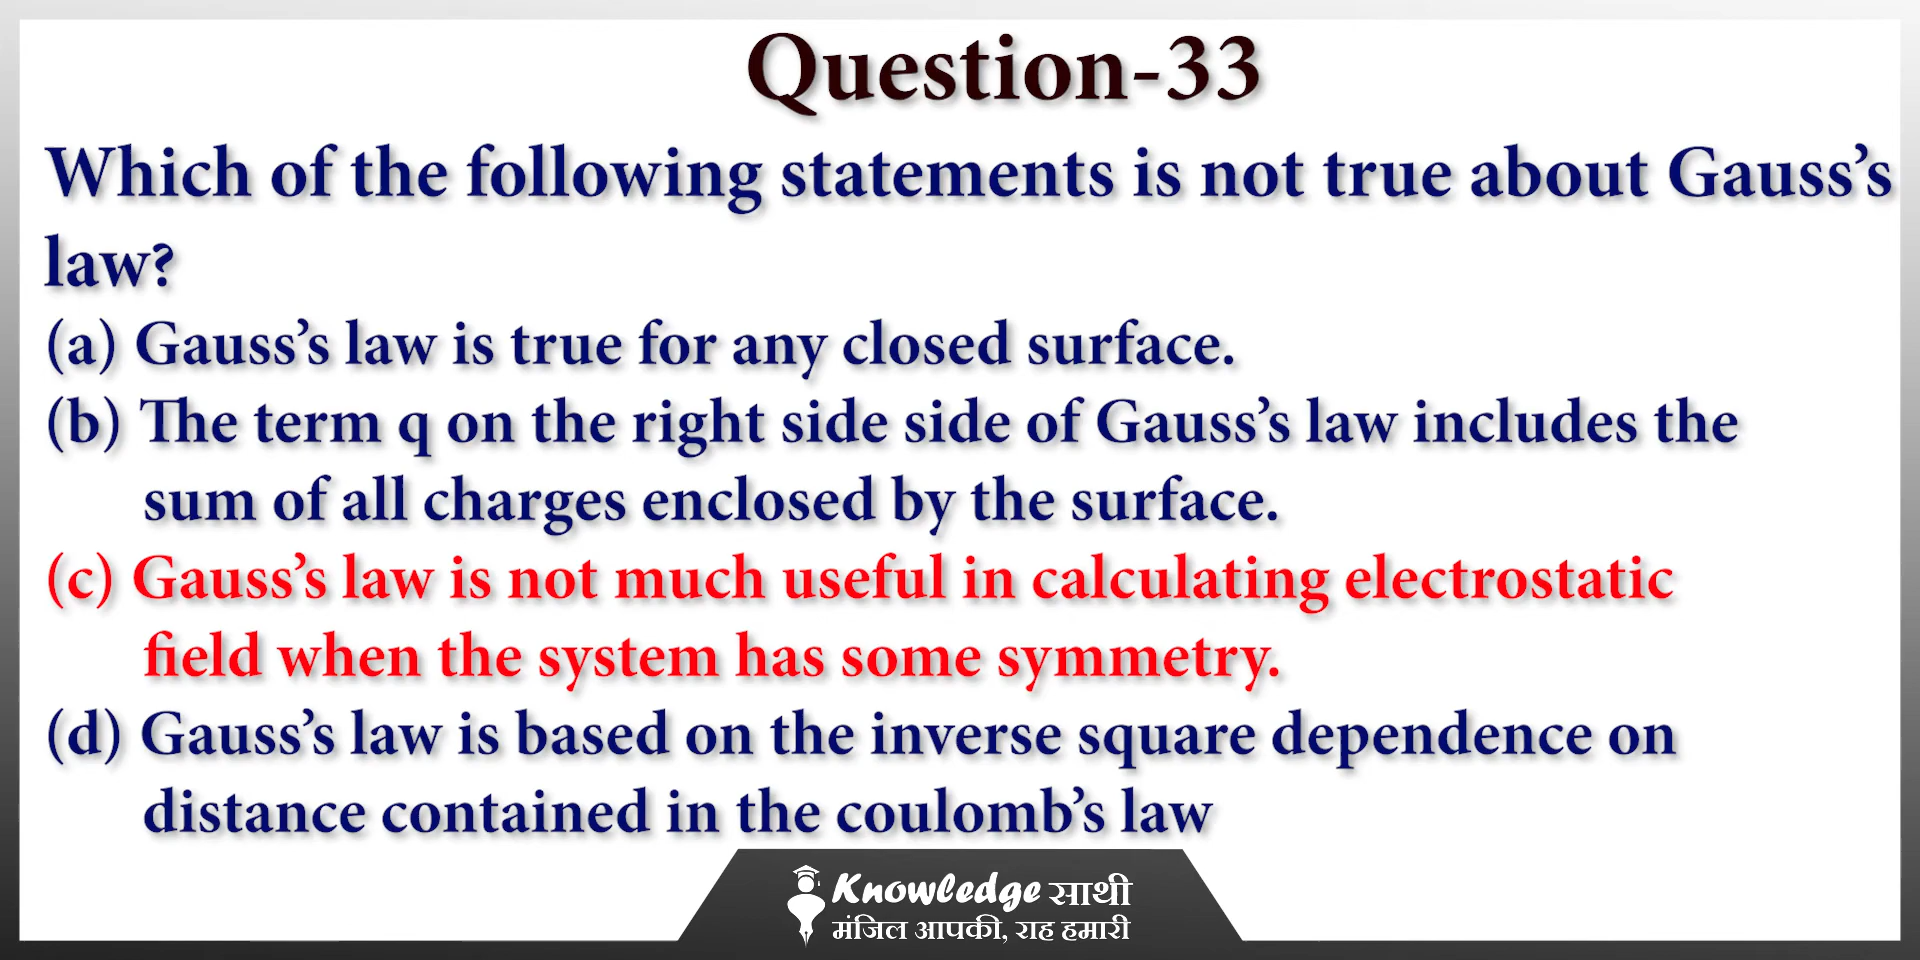 Question-33
Which of the following statements is not true about Gauss’s
law?
(a) Gauss’s law is true for any closed surface.
(b) The term q on the right side side of Gauss’s law includes the
sum of all charges enclosed by the surface.
(c) Gauss’s law is not much useful in calculating electrostatic
field when the system has some symmetry.
(d) Gauss’s law is based on the inverse square dependence on
distance contained in the coulomb’s law
Knowledge साथी
मंजिल आपकी, राह हमारी